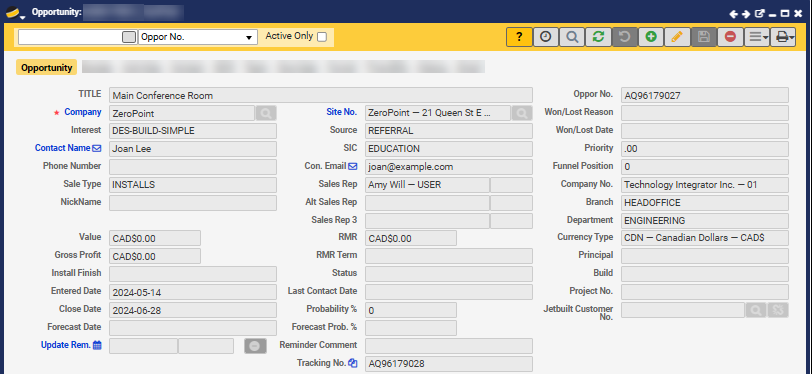 Opportunity:
Oppor No. Active Only ?
Opportunity
TITLE Main Conference Room Oppor No. AQ96179027
* Company ZeroPoint Site No. ZeroPoint — 21 Queen St E ... Won/Lost Reason
Interest DES-BUILD-SIMPLE Source REFERRAL Won/Lost Date
Contact Name Joan Lee SIC EDUCATION Priority .00
Phone Number Con. Email joan@example.com Funnel Position 0
Sale Type INSTALLS Sales Rep Amy Will — USER Company No. Technology Integrator Inc. — 01
NickName Alt Sales Rep Branch HEADOFFICE
Sales Rep 3 Department ENGINEERING
Value CAD$0.00 RMR CAD$0.00 Currency Type CDN — Canadian Dollars — CAD$
Gross Profit CAD$0.00 RMR Term Principal
Install Finish Status Build
Entered Date 2024-05-14 Last Contact Date Project No.
Close Date 2024-06-28 Probability % 0 Jetbuilt Customer No.
Forecast Date Forecast Prob. %
Update Rem. Reminder Comment
Tracking No. AQ96179028